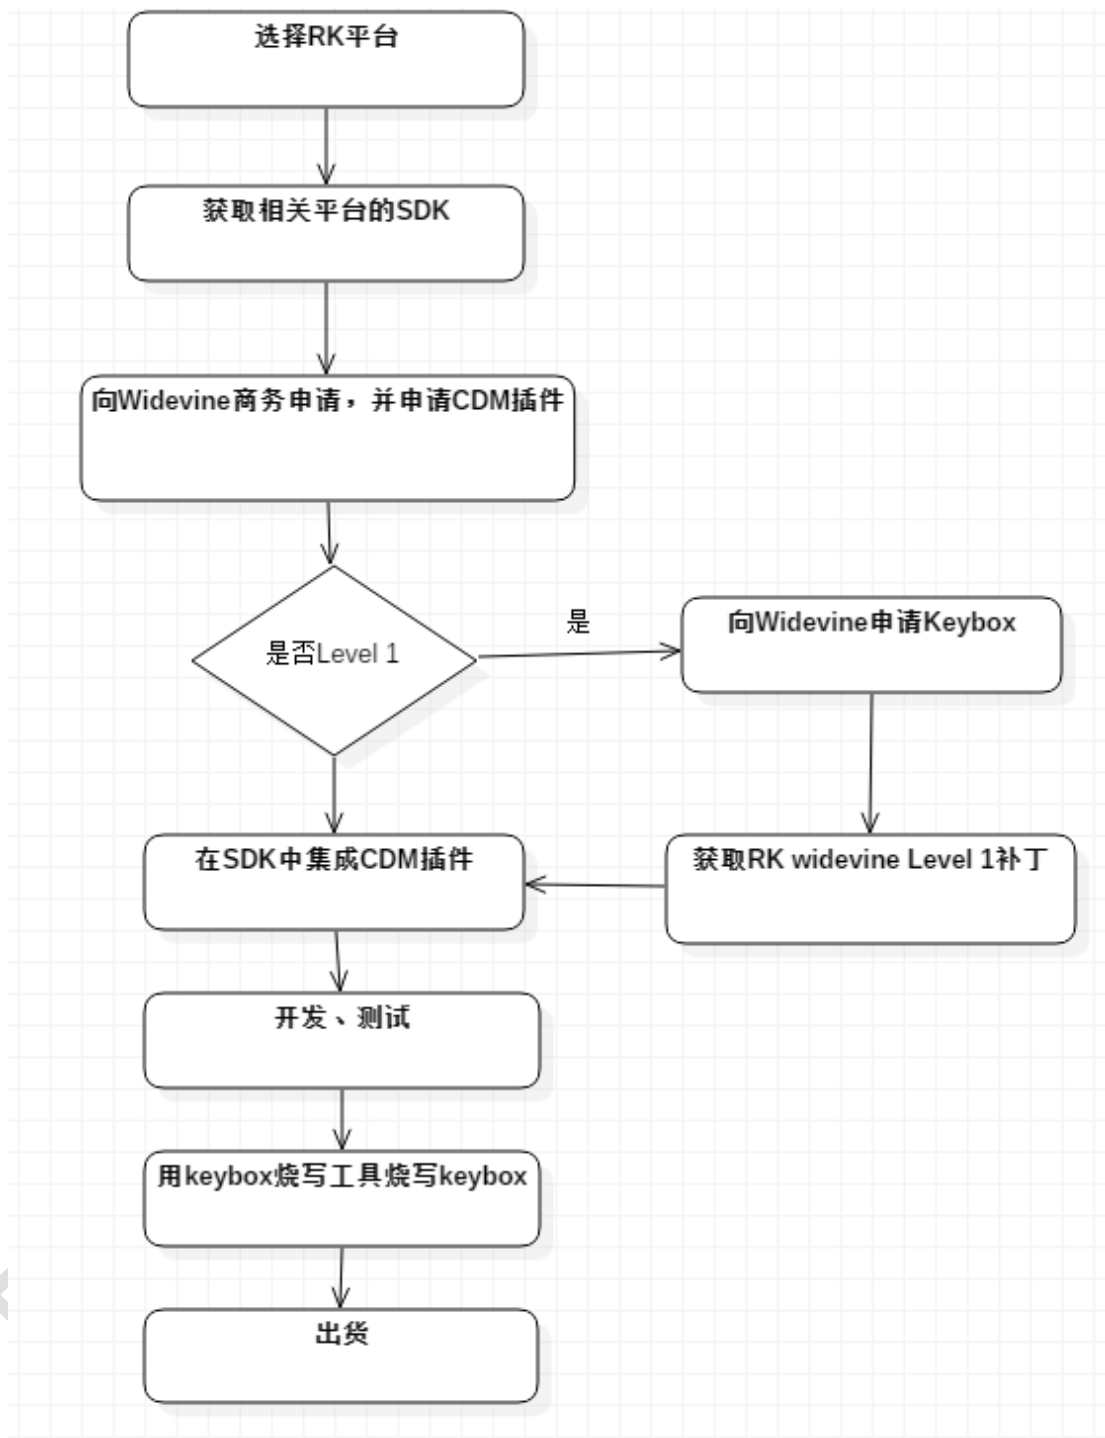 选择RK平台
获取相关平台的SDK
向Widevine商务申请，并申请CDM插件
是否Level 1
是
向Widevine申请Keybox
获取RK widevine Level 1补丁
在SDK中集成CDM插件
开发、测试
用keybox烧写工具烧写keybox
出货